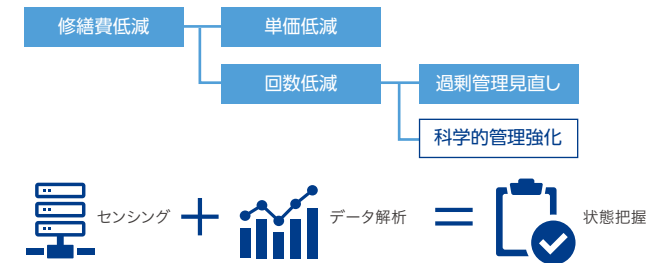 修繕費低減
単価低減
回数低減
過剰管理見直し
科学的管理強化
センシング
データ解析
状態把握